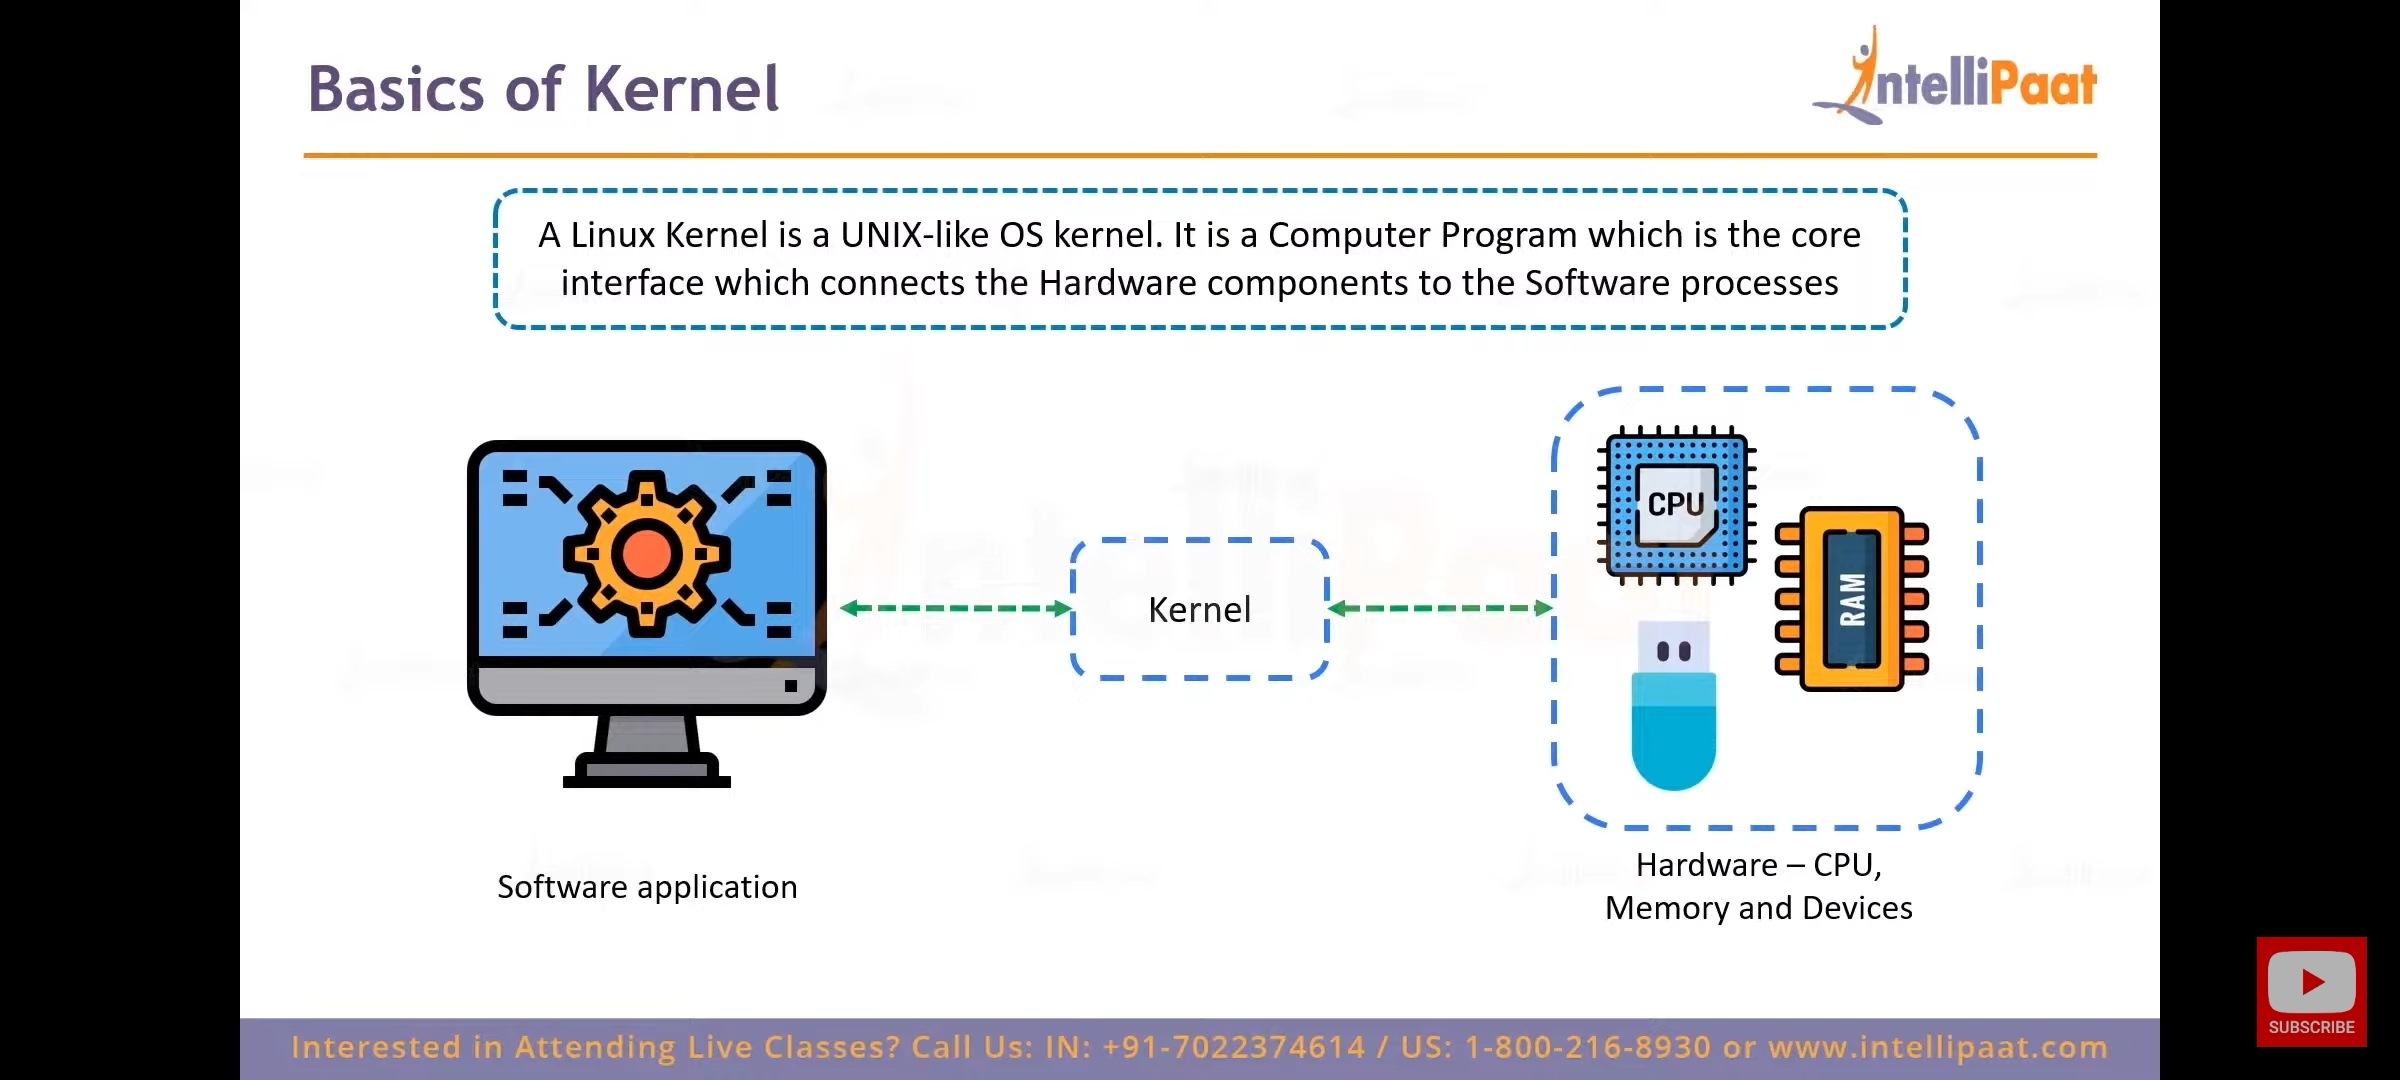 Basics of Kernel
IntelliPaat
A Linux Kernel is a UNIX-like OS kernel. It is a Computer Program which is the core
interface which connects the Hardware components to the Software processes
CPU
RAM
Kernel
Software application
Hardware – CPU,
Memory and Devices
SUBSCRIBE
Interested in Attending Live Classes? Call Us: IN: +91-7022374614 / US: 1-800-216-8930 or www.intellipaat.com